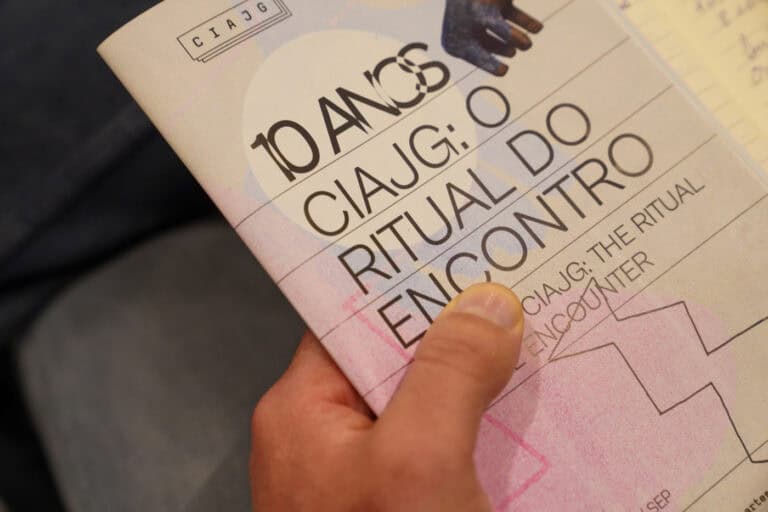 CIAJG
10 ANOS
CIAJG: O
RITUAL DO
ENCONTRO
CIAJG: THE RITUAL
ENCOUNTER
SEP